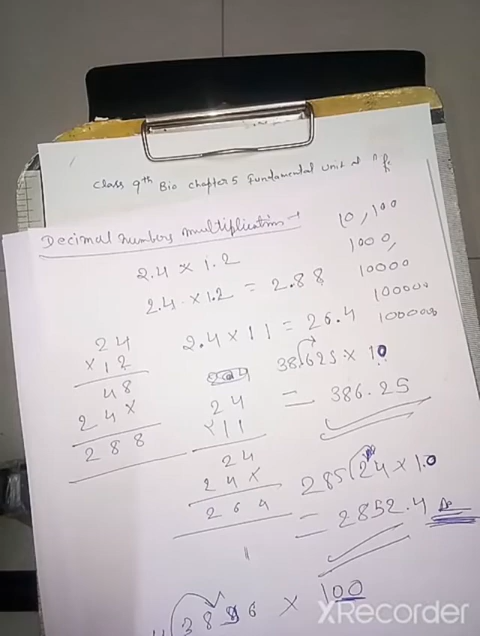 Class 9th Bio chapter 5 Fundamental unit of
Decimal numbers multiplication
2.4 × 1.2
10, 100
1000,
2.4 × 1.2 = 2.88
10000
100000
2.4 × 11 = 26.4
1000000
24
×12
48
24×
288
24
×11
24
24×
264
38.625 × 10
= 386.25
285.24 × 10
= 2852.4
× 100
XRecorder